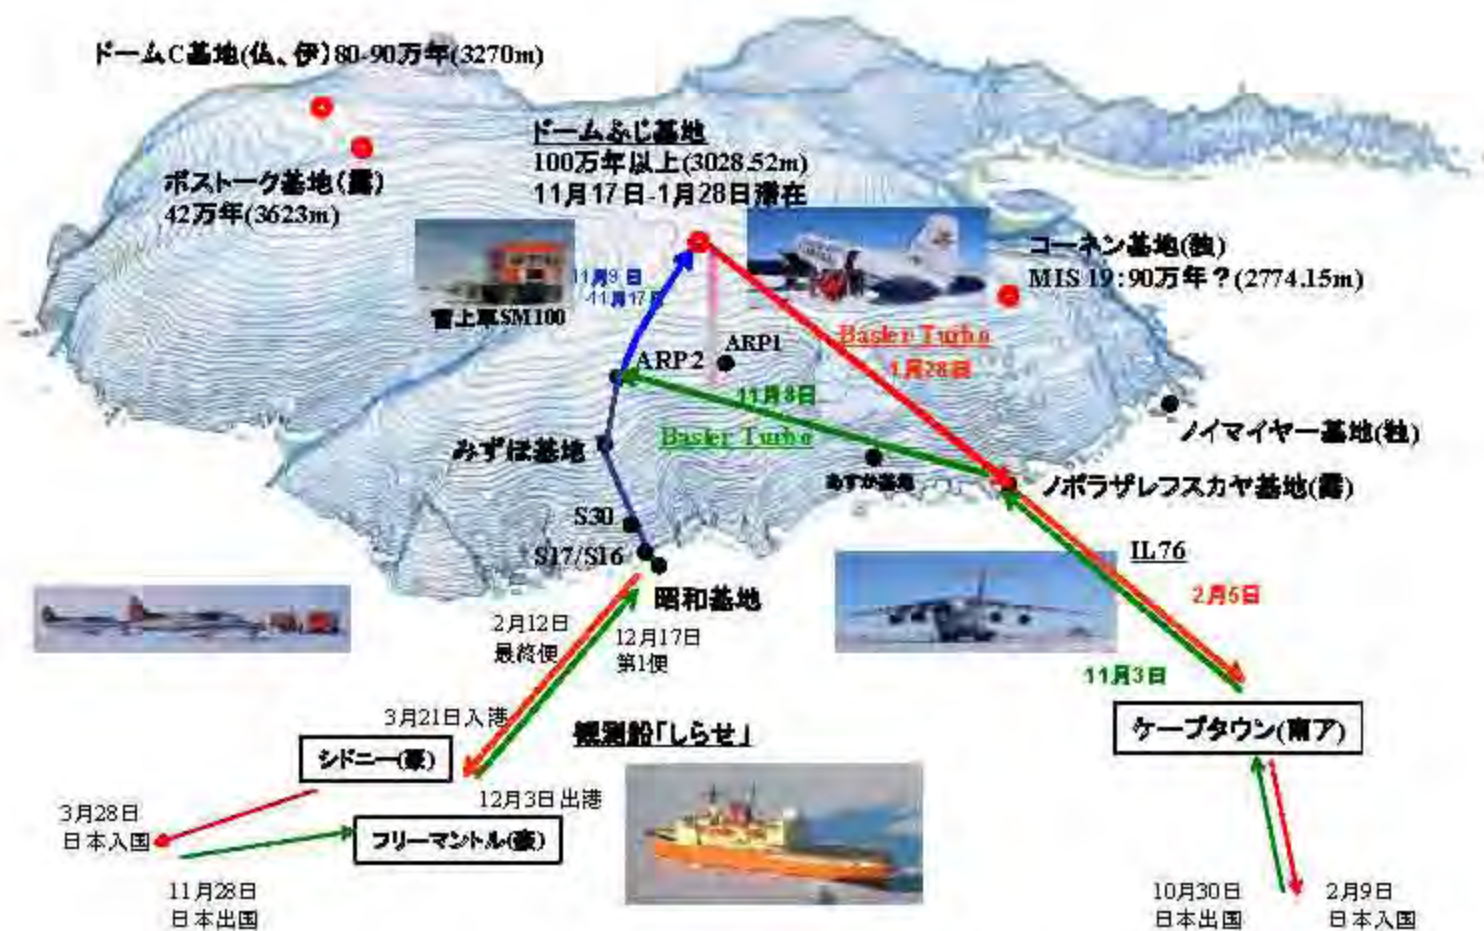 ドームC基地(仏、伊)80-90万年(3270m)
ドームふじ基地
100万年以上(3028.52m)
11月17日-1月28日滞在
ボストーク基地(露)
42万年(3623m)
コーネン基地(独)
MIS 19:90万年?(2774.15m)
11月9日
-11月17日
雪上車SM100
Basler Turbo
1月28日
ARP1
ARP2
11月8日
Basler Turbo
みずほ基地
あすか基地
ノイマイヤー基地(独)
ノボラザレフスカヤ基地(露)
S30
S17/S16
昭和基地
IL76
2月5日
11月3日
2月12日
最終便
12月17日
第1便
3月21日入港
観測船「しらせ」
シドニー(豪)
12月3日出港
ケープタウン(南ア)
3月28日
日本入国
フリーマントル(豪)
11月28日
日本出国
10月30日
日本出国
2月9日
日本入国